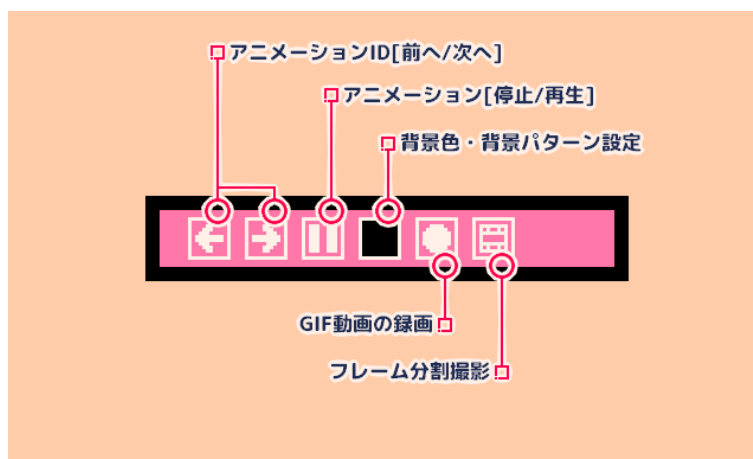 アニメーションID[前へ/次へ]
アニメーション[停止/再生]
背景色・背景パターン設定
GIF動画の録画
フレーム分割撮影